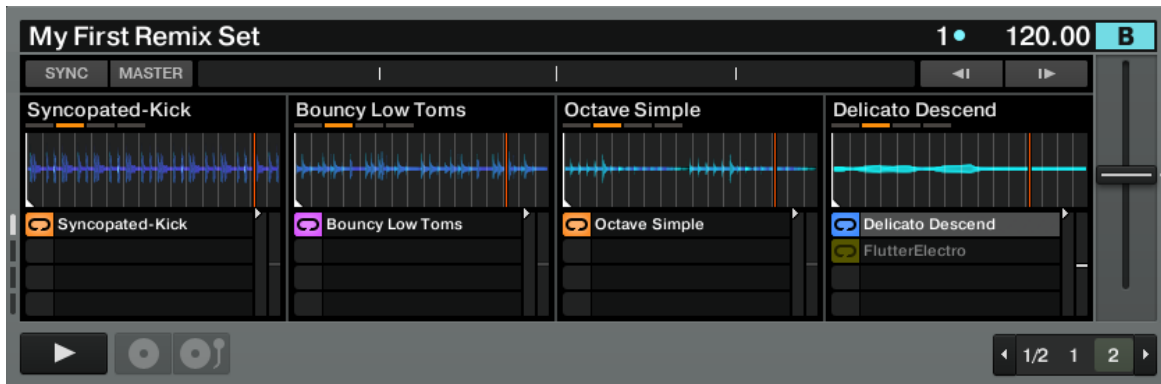 My First Remix Set 1 120.00 B
SYNC MASTER
Syncopated-Kick Bouncy Low Toms Octave Simple Delicato Descend
Syncopated-Kick Bouncy Low Toms Octave Simple Delicato Descend
FlutterElectro
1/2 1 2